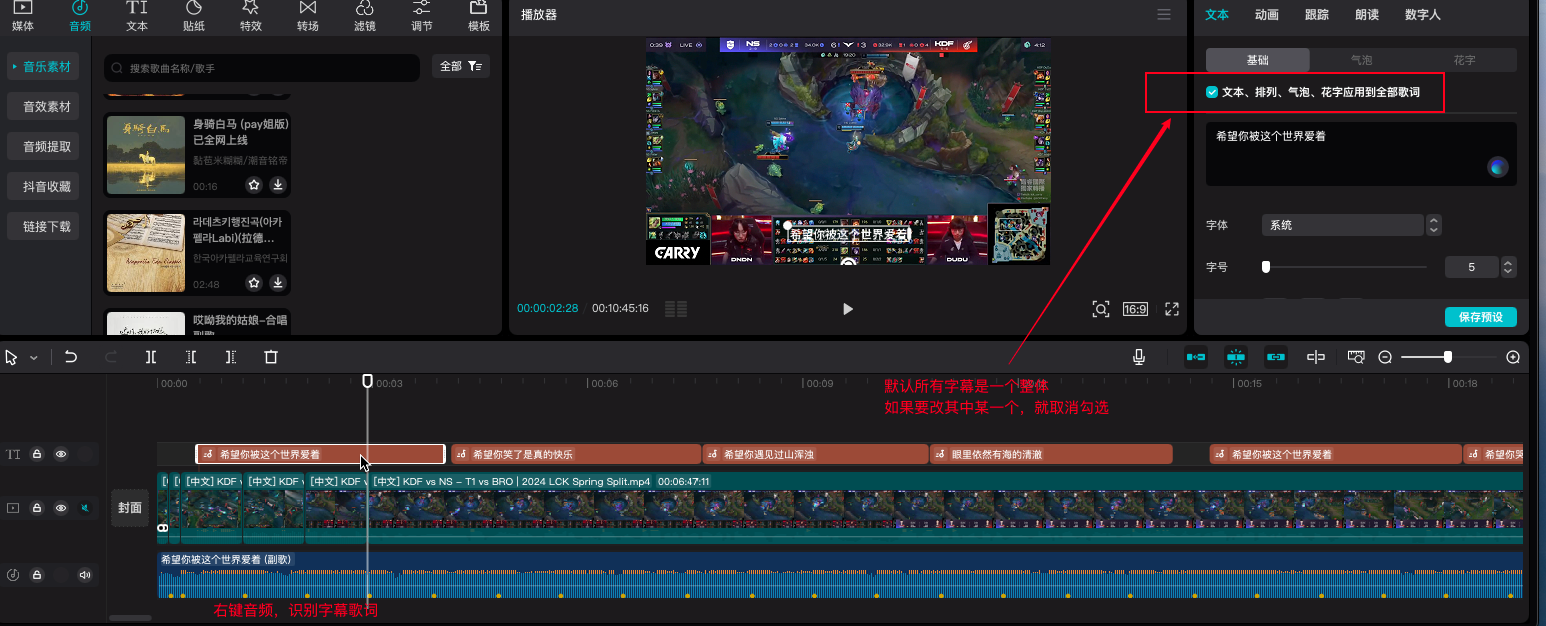 媒体
音频
TI
文本
贴纸
特效
转场
滤镜
调节
模板
音乐素材
音效素材
音频提取
抖音收藏
链接下载
搜索歌曲名称/歌手
全部
身骑白马
身骑白马 (pay姐版)
已全网上线
黏苞米糊糊/潮音铭帝
00:16
라데츠키행진곡(아카
펠라Labi)(拉德...
한국아카펠라교육연구회
02:48
哎呦我的姑娘–合唱
播放器
0:39
LIVE
NS
KDF
4:12
GARRY
DNDN
希望你被这个世界爱着
DUDU
00:00:02:28 / 00:10:45:16
16:9
文本
动画
跟踪
朗读
数字人
基础
气泡
花字
文本、排列、气泡、花字应用到全部歌词
希望你被这个世界爱着
字体
系统
字号
5
保存预设
默认所有字幕是一个整体
如果要改其中某一个，就取消勾选
00:00
00:03
00:06
00:09
00:15
00:18
TI
希望你被这个世界爱着
希望你笑了是真的快乐
希望你遇见过山浑浊
眼里依然有海的清澈
希望你被这个世界爱着
希望你笑
封面
[中文] KDF v
[中文] KDF v
[中文] KDF v
[中文] KDF vs NS – T1 vs BRO | 2024 LCK Spring Split.mp4 00:06:47:11
希望你被这个世界爱着 (副歌)
右键音频，识别字幕歌词